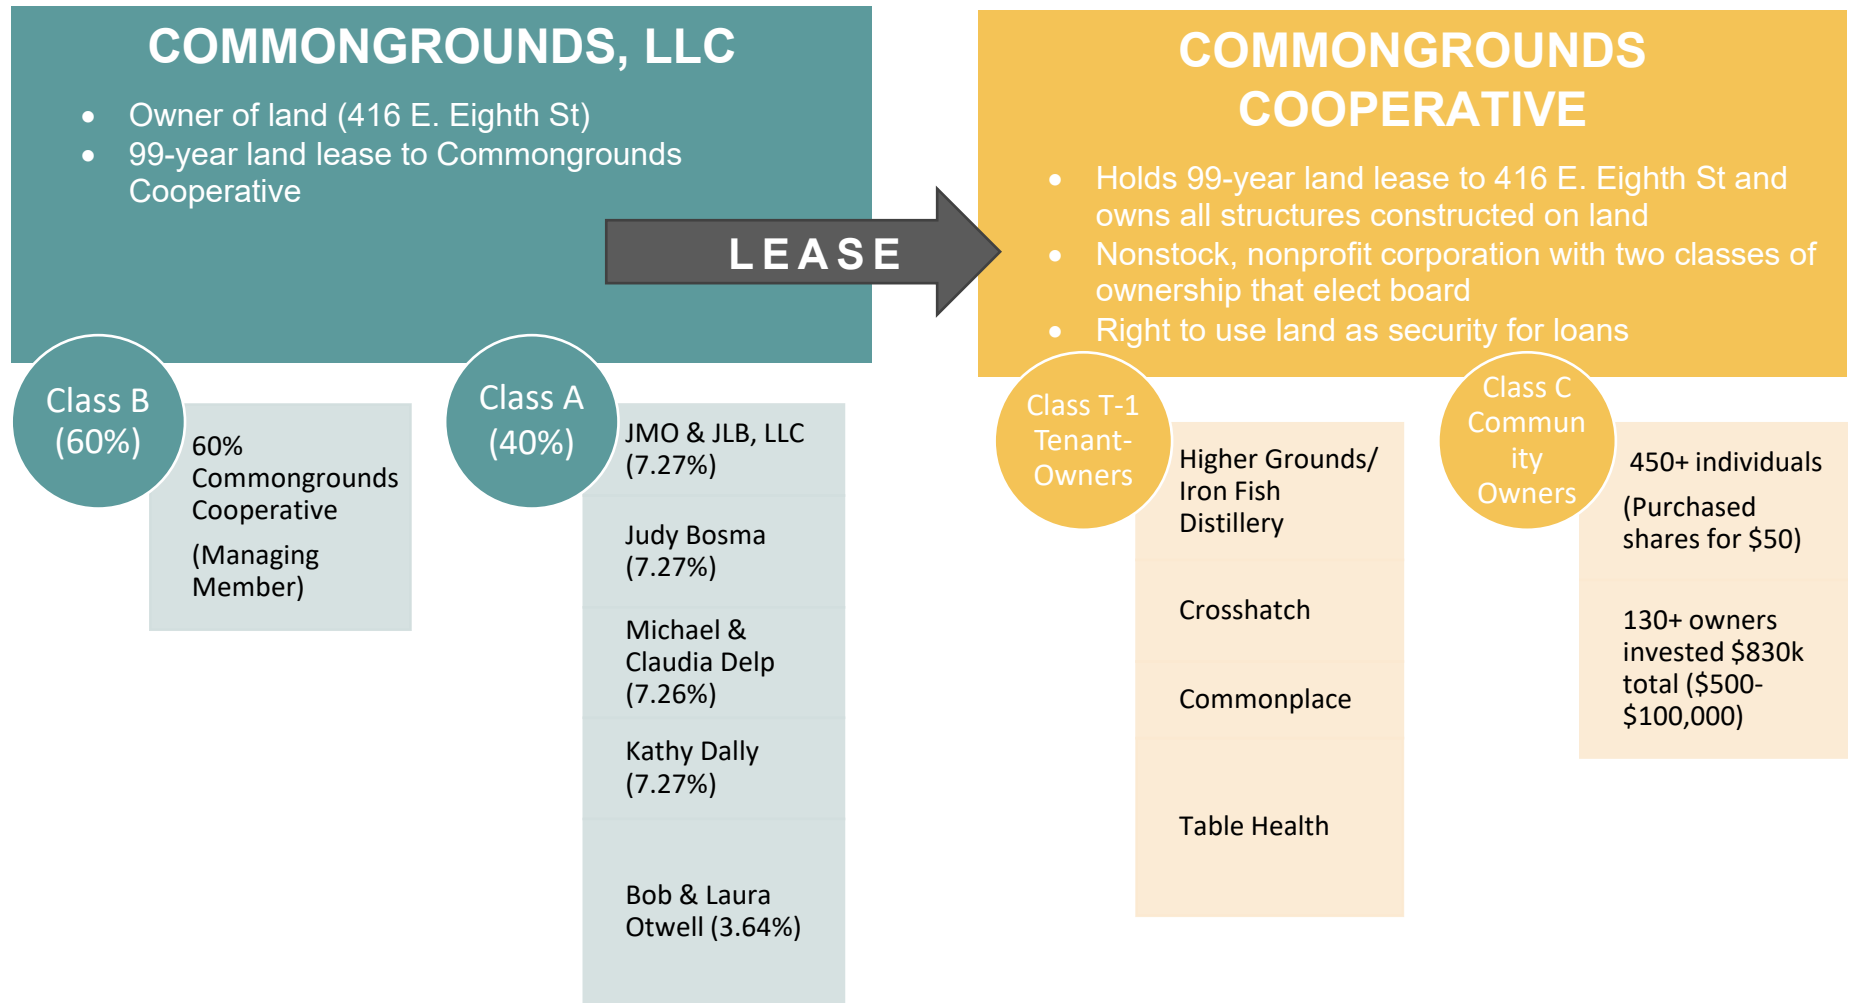 COMMONGROUNDS, LLC
• Owner of land (416 E. Eighth St)
• 99-year land lease to Commongrounds
Cooperative
LEASE
COMMONGROUNDS
COOPERATIVE
• Holds 99-year land lease to 416 E. Eighth St and
owns all structures constructed on land
• Nonstock, nonprofit corporation with two classes of
ownership that elect board
• Right to use land as security for loans
Class B
(60%)
60%
Commongrounds
Cooperative
(Managing
Member)
Class A
(40%)
JMO & JLB, LLC
(7.27%)
Judy Bosma
(7.27%)
Michael &
Claudia Delp
(7.26%)
Kathy Dally
(7.27%)
Bob & Laura
Otwell (3.64%)
Class T-1
Tenant-
Owners
Higher Grounds/
Iron Fish
Distillery
Crosshatch
Commonplace
Table Health
Class C
Commun
ity
Owners
450+ individuals
(Purchased
shares for $50)
130+ owners
invested $830k
total ($500-
$100,000)